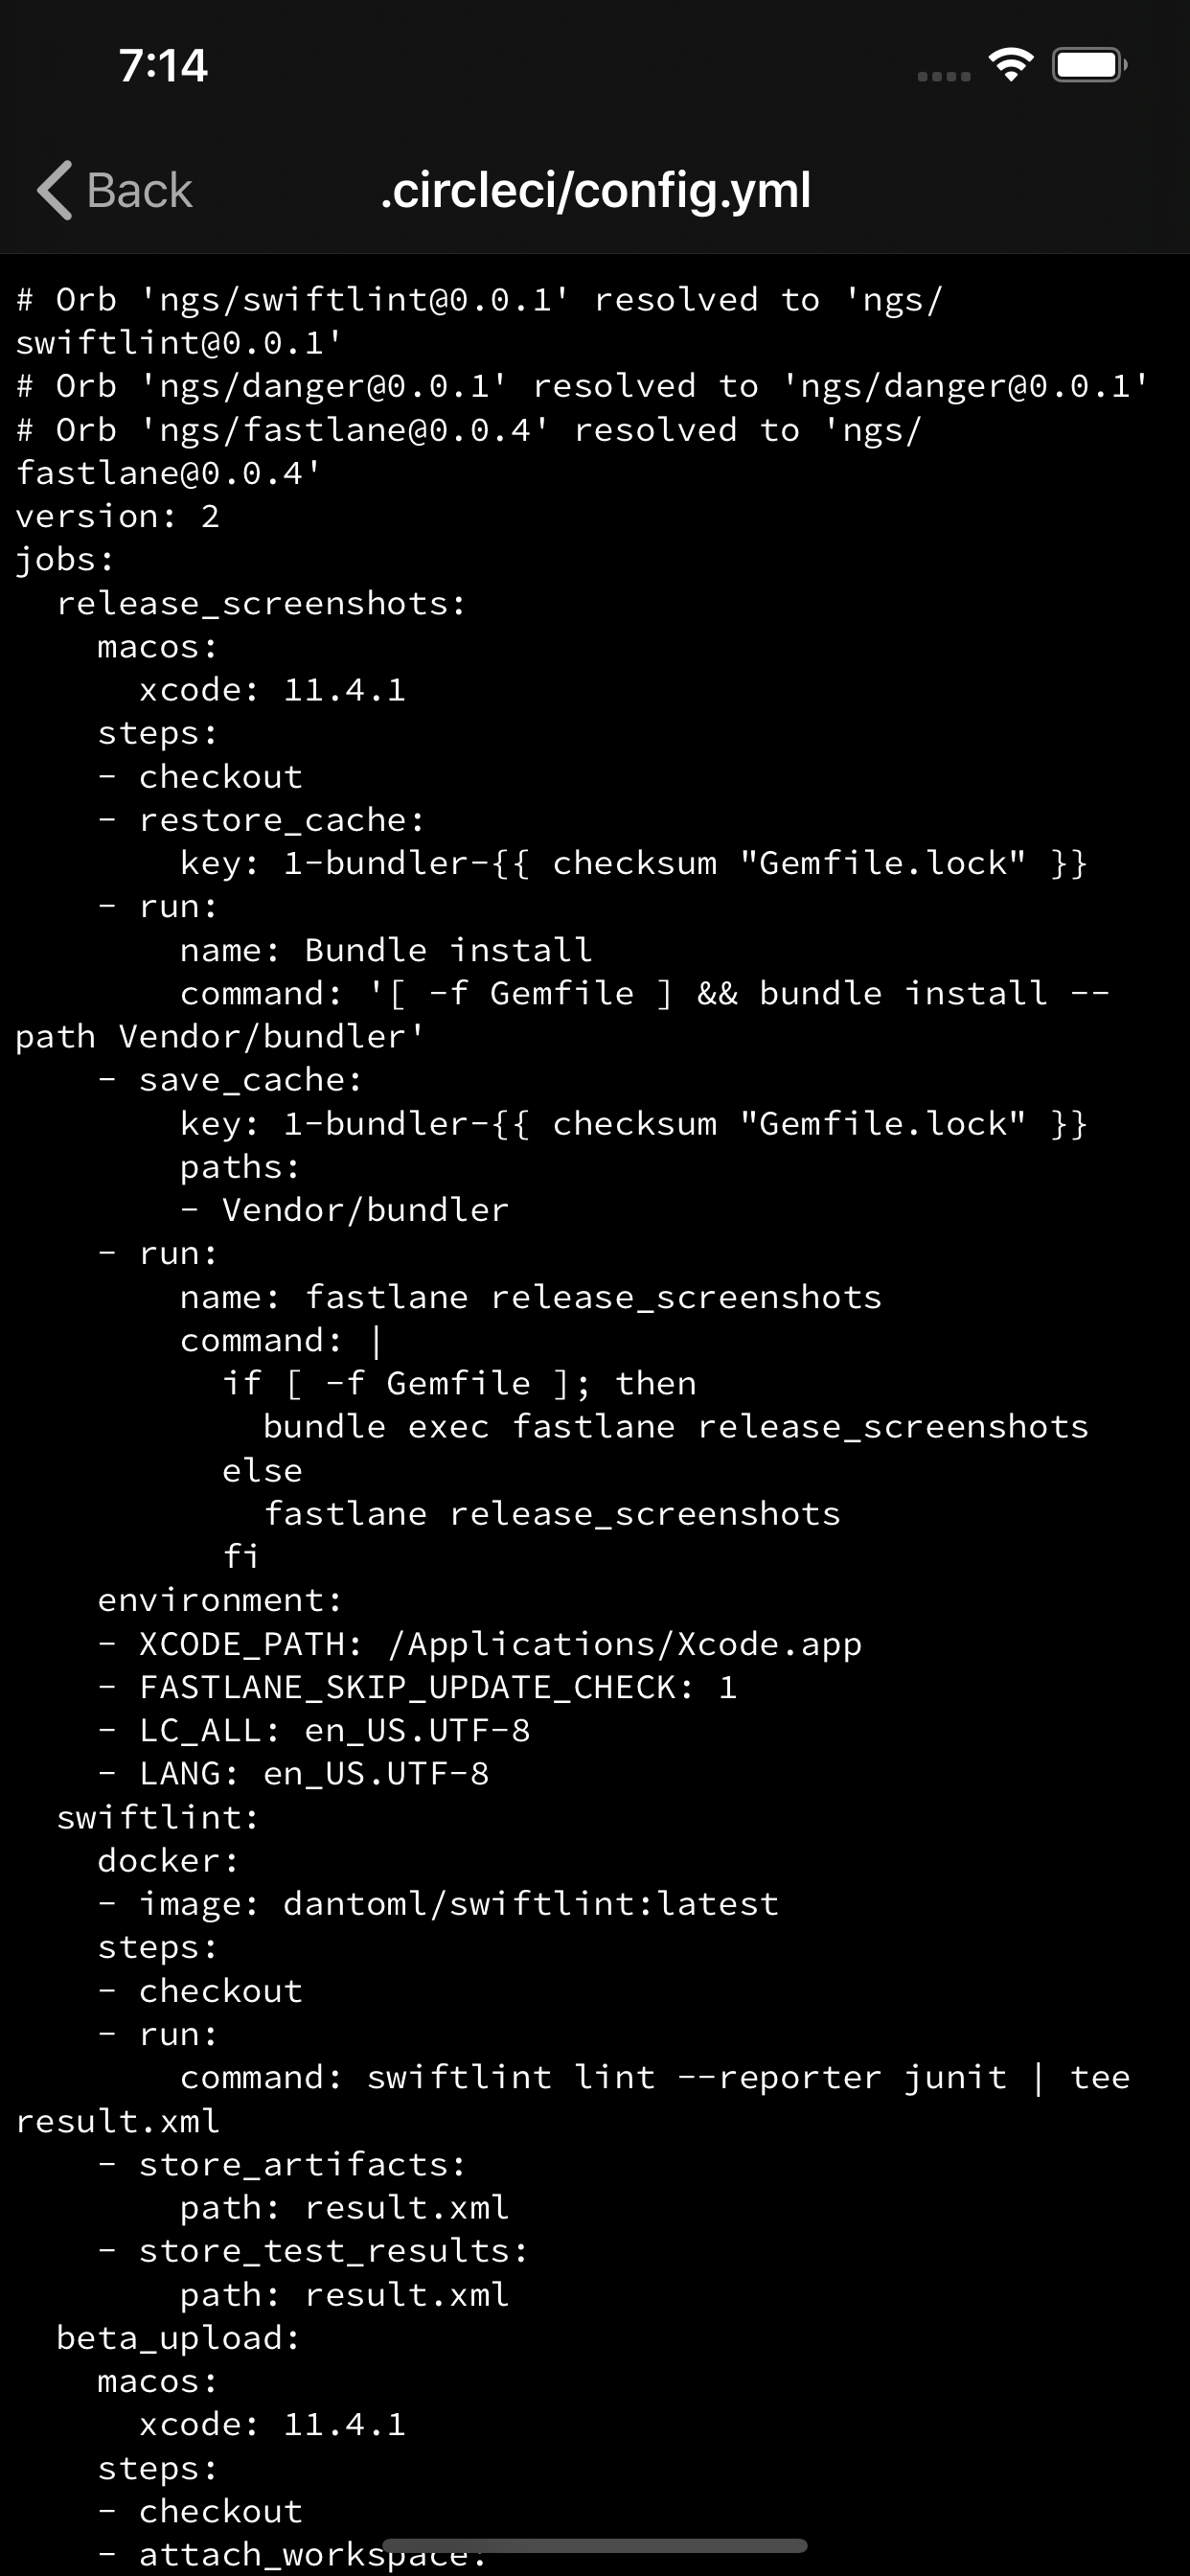 7:14
Back
.circleci/config.yml
# Orb 'ngs/swiftlint@0.0.1' resolved to 'ngs/
swiftlint@0.0.1'
# Orb 'ngs/danger@0.0.1' resolved to 'ngs/danger@0.0.1'
# Orb 'ngs/fastlane@0.0.4' resolved to 'ngs/
fastlane@0.0.4'
version: 2
jobs:
  release_screenshots:
    macos:
      xcode: 11.4.1
    steps:
    - checkout
    - restore_cache:
        key: 1-bundler-{{ checksum "Gemfile.lock" }}
    - run:
        name: Bundle install
        command: '[ -f Gemfile ] && bundle install --
path Vendor/bundler'
    - save_cache:
        key: 1-bundler-{{ checksum "Gemfile.lock" }}
        paths:
        - Vendor/bundler
    - run:
        name: fastlane release_screenshots
        command: |
          if [ -f Gemfile ]; then
            bundle exec fastlane release_screenshots
          else
            fastlane release_screenshots
          fi
    environment:
    - XCODE_PATH: /Applications/Xcode.app
    - FASTLANE_SKIP_UPDATE_CHECK: 1
    - LC_ALL: en_US.UTF-8
    - LANG: en_US.UTF-8
  swiftlint:
    docker:
    - image: dantoml/swiftlint:latest
    steps:
    - checkout
    - run:
        command: swiftlint lint --reporter junit | tee
result.xml
    - store_artifacts:
        path: result.xml
    - store_test_results:
        path: result.xml
  beta_upload:
    macos:
      xcode: 11.4.1
    steps:
    - checkout
    - attach_workspace: